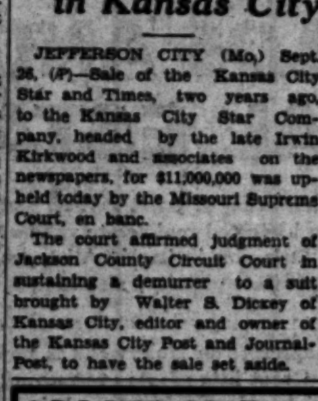 in Kansas City
JEFFERSON CITY (Mo,) Sept.
26, (AP)—Sale of the Kansas City
Star and Times, two years ago,
to the Kansas City Star Com-
pany, headed by the late Irwin
Kirkwood and associates on the
newspapers, for $11,000,000 was up-
held today by the Missouri Supreme
Court, en banc.
The court affirmed judgment of
Jackson County Circuit Court in
sustaining a demurrer to a suit
brought by Walter S. Dickey of
Kansas City, editor and owner of
the Kansas City Post and Journal-
Post, to have the sale set aside.